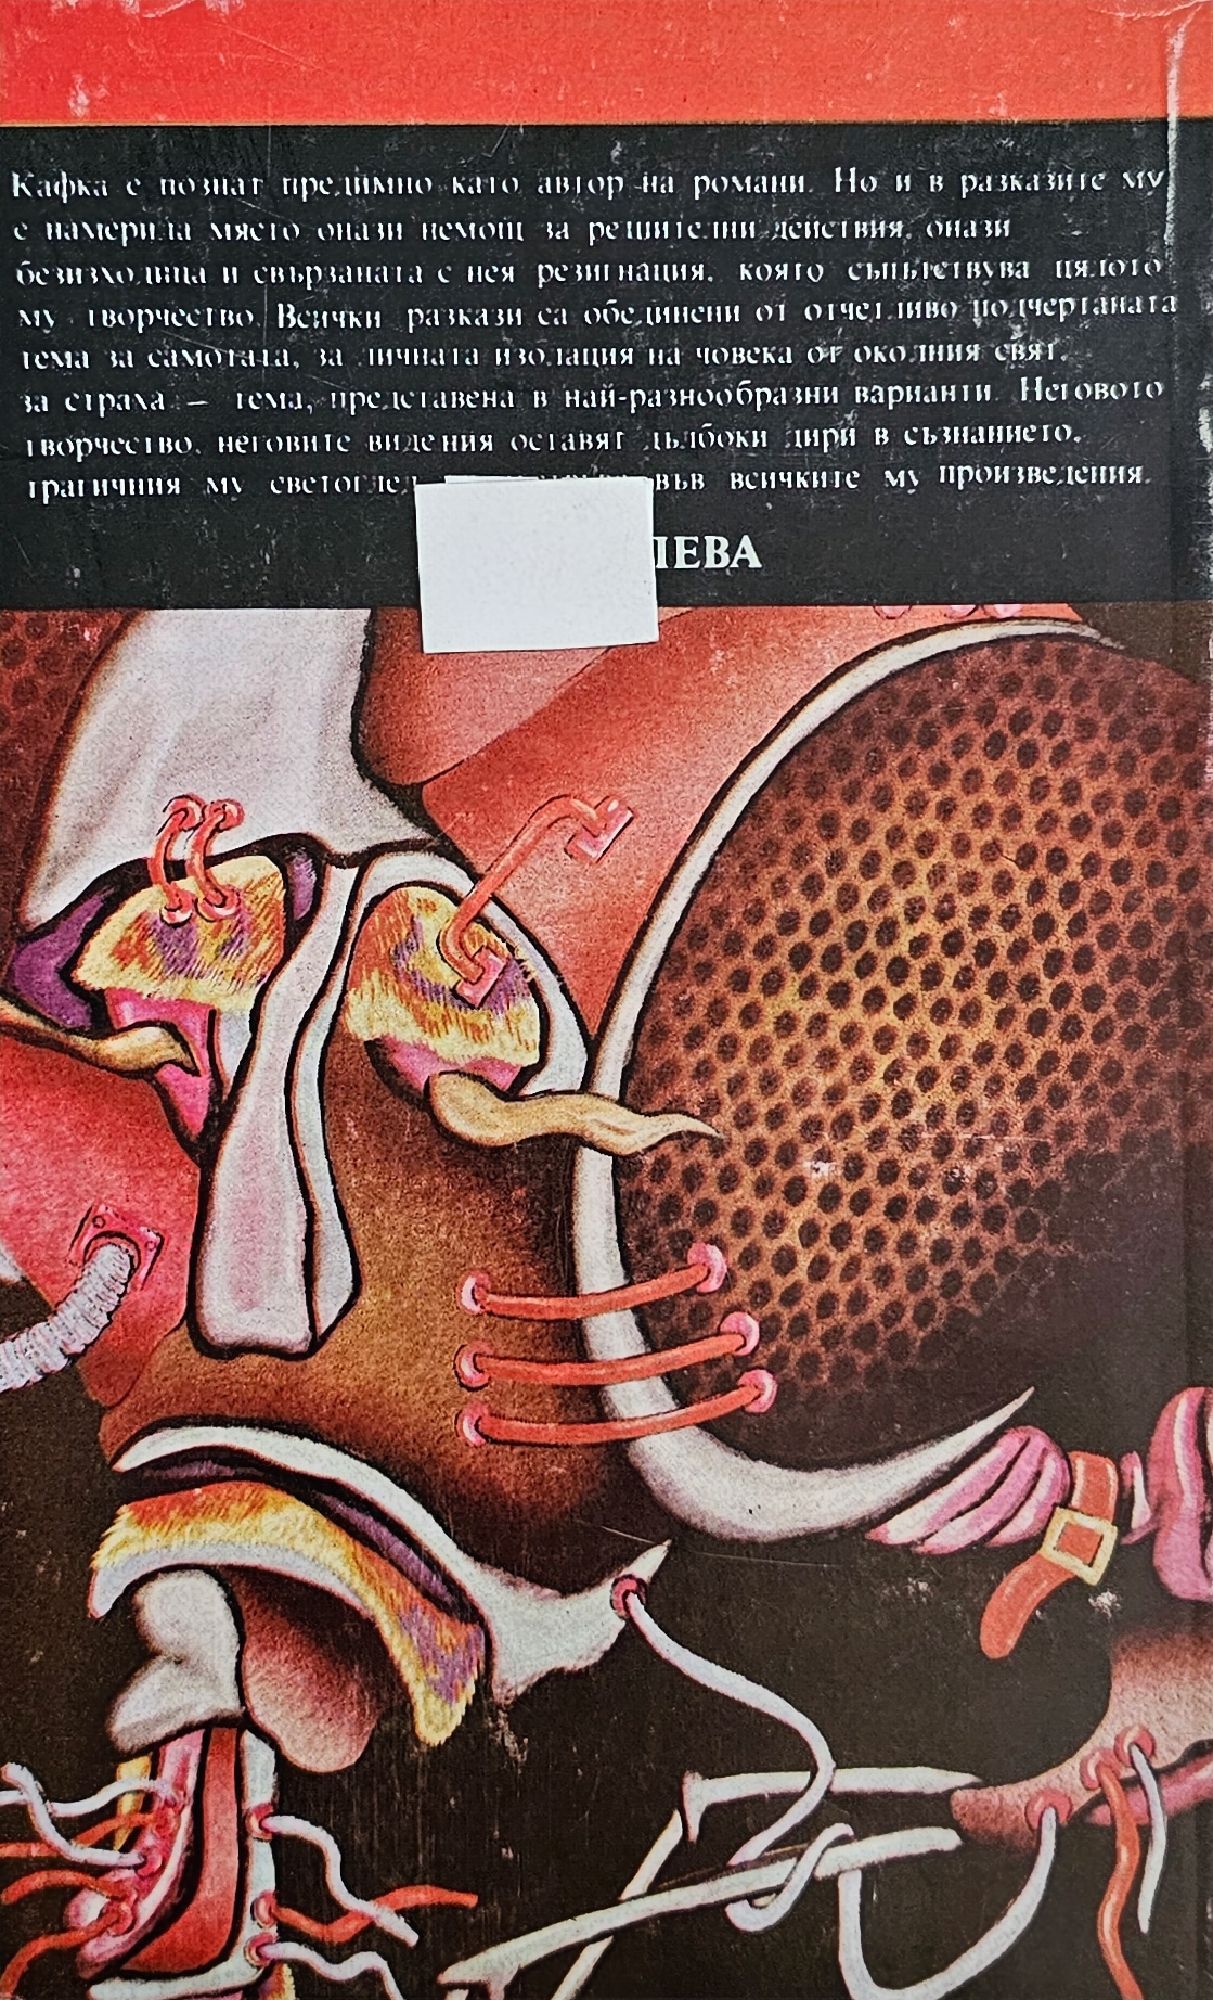 Кафка е познат предимно като автор на романи. Но и в разказите му
е намерила място онази немощ за решителни действия, онази
безизходица и свързаната с нея резигнация, която съпътствува цялото
му творчество. Всички разкази са обединени от отчетливо подчертаната
тема за самотата, за личната изолация на човека от околния свят,
за страха — тема, представена в най-разнообразни варианти. Неговото
творчество, неговите видения оставят дълбоки дири в съзнанието,
трагичния му светоглед във всичките му произведения.
ЛЕВА